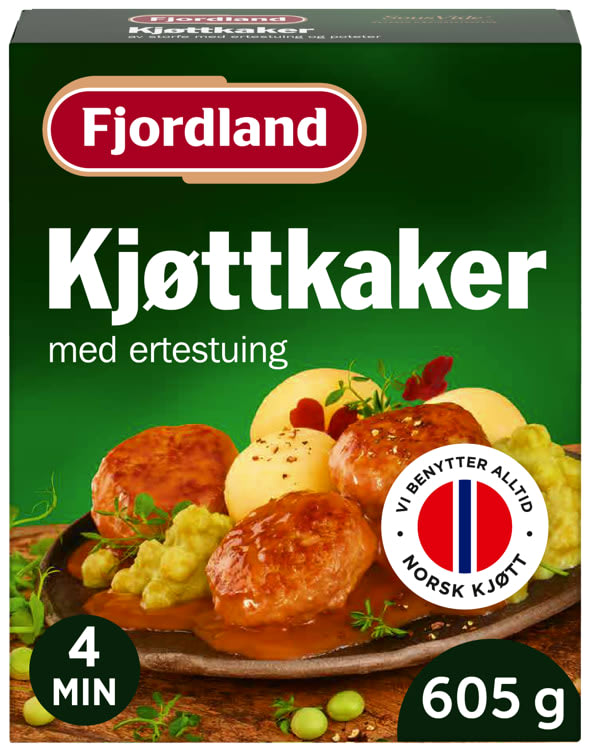 Fjordland
Kjøttkaker
av storfe med ertestuing og poteter
SousVide
Fjordland
Kjøttkaker
med ertestuing
VI BENYTTER ALLTID
NORSK KJØTT
4
MIN
605 g